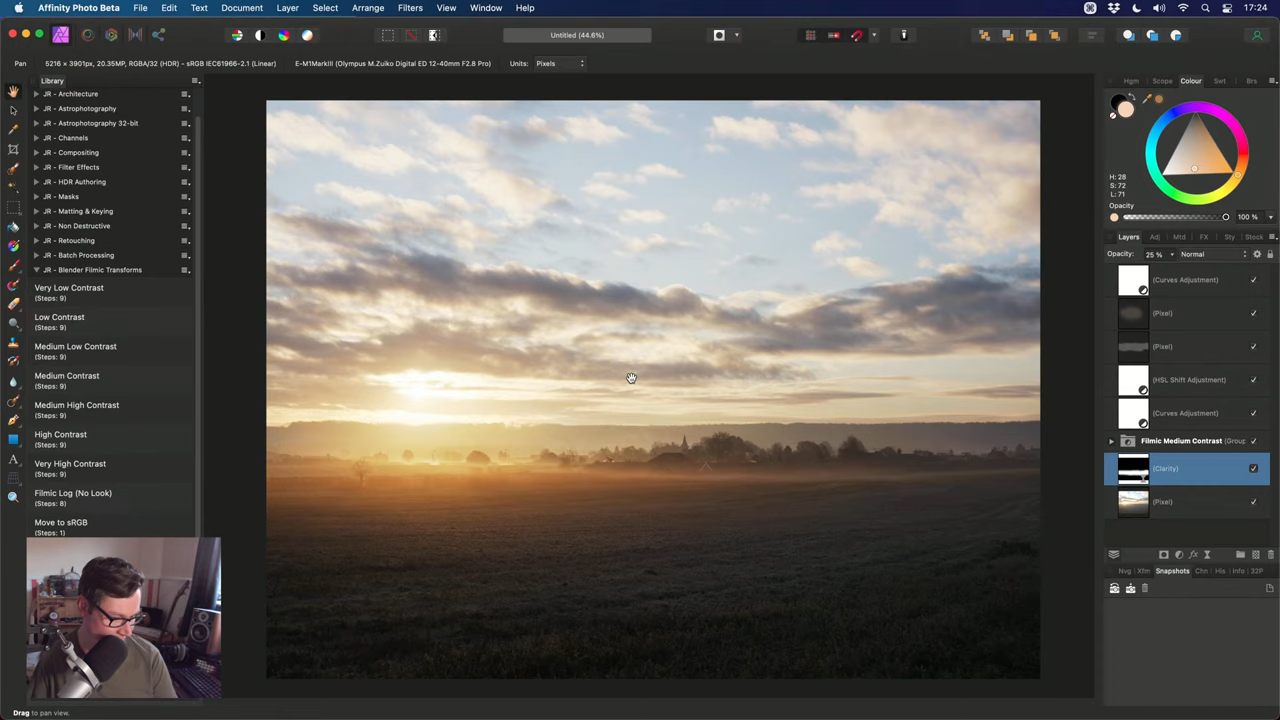 Affinity Photo Beta File Edit Text Document Layer Select Arrange Filters View Window Help 17:24
Untitled (44.6%)
Pan 5216 × 3901px, 20.35MP, RGBA/32 (HDR) - sRGB IEC61966-2.1 (Linear) E-M1MarkIII (Olympus M.Zuiko Digital ED 12-40mm F2.8 Pro) Units: Pixels
Library
JR - Architecture
JR - Astrophotography
JR - Astrophotography 32-bit
JR - Channels
JR - Compositing
JR - Filter Effects
JR - HDR Authoring
JR - Masks
JR - Matting & Keying
JR - Non Destructive
JR - Retouching
JR - Batch Processing
JR - Blender Filmic Transforms
Very Low Contrast
(Steps: 9)
Low Contrast
(Steps: 9)
Medium Low Contrast
(Steps: 9)
Medium Contrast
(Steps: 9)
Medium High Contrast
(Steps: 9)
High Contrast
(Steps: 9)
Very High Contrast
(Steps: 9)
Filmic Log (No Look)
(Steps: 8)
Move to sRGB
(Steps: 1)
Hgm Scope Colour Swt Brs
H: 28
S: 72
L: 71
Opacity
100 %
Layers Adj Mtd FX Sty Stock
Opacity: 25 % Normal
(Curves Adjustment)
(Pixel)
(Pixel)
(HSL Shift Adjustment)
(Curves Adjustment)
Filmic Medium Contrast (Group
(Clarity)
(Pixel)
Nvg Xfm Snapshots Chn His Info 32P
Drag to pan view.